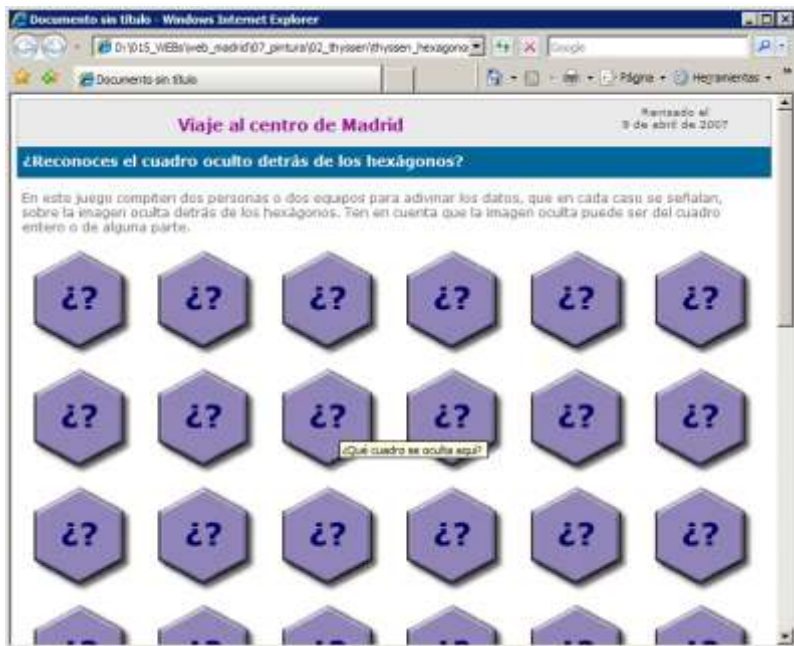 Documento sin título - Windows Internet Explorer
D:\015_WEBs\web_madrid\07_pintura\02_thyssen\thyssen_hexagono
Google
Documento sin título
Página
Herramientas
Viaje al centro de Madrid
Revisado el
9 de abril de 2007
¿Reconoces el cuadro oculto detrás de los hexágonos?
En este juego compiten dos personas o dos equipos para adivinar los datos, que en cada caso se señalan,
sobre la imagen oculta detrás de los hexágonos. Ten en cuenta que la imagen oculta puede ser del cuadro
entero o de alguna parte.
¿? ¿? ¿? ¿? ¿? ¿?
¿? ¿? ¿? ¿? ¿? ¿?
¿Qué cuadro se oculta aquí?
¿? ¿? ¿? ¿? ¿? ¿?
¿? ¿? ¿? ¿? ¿? ¿?